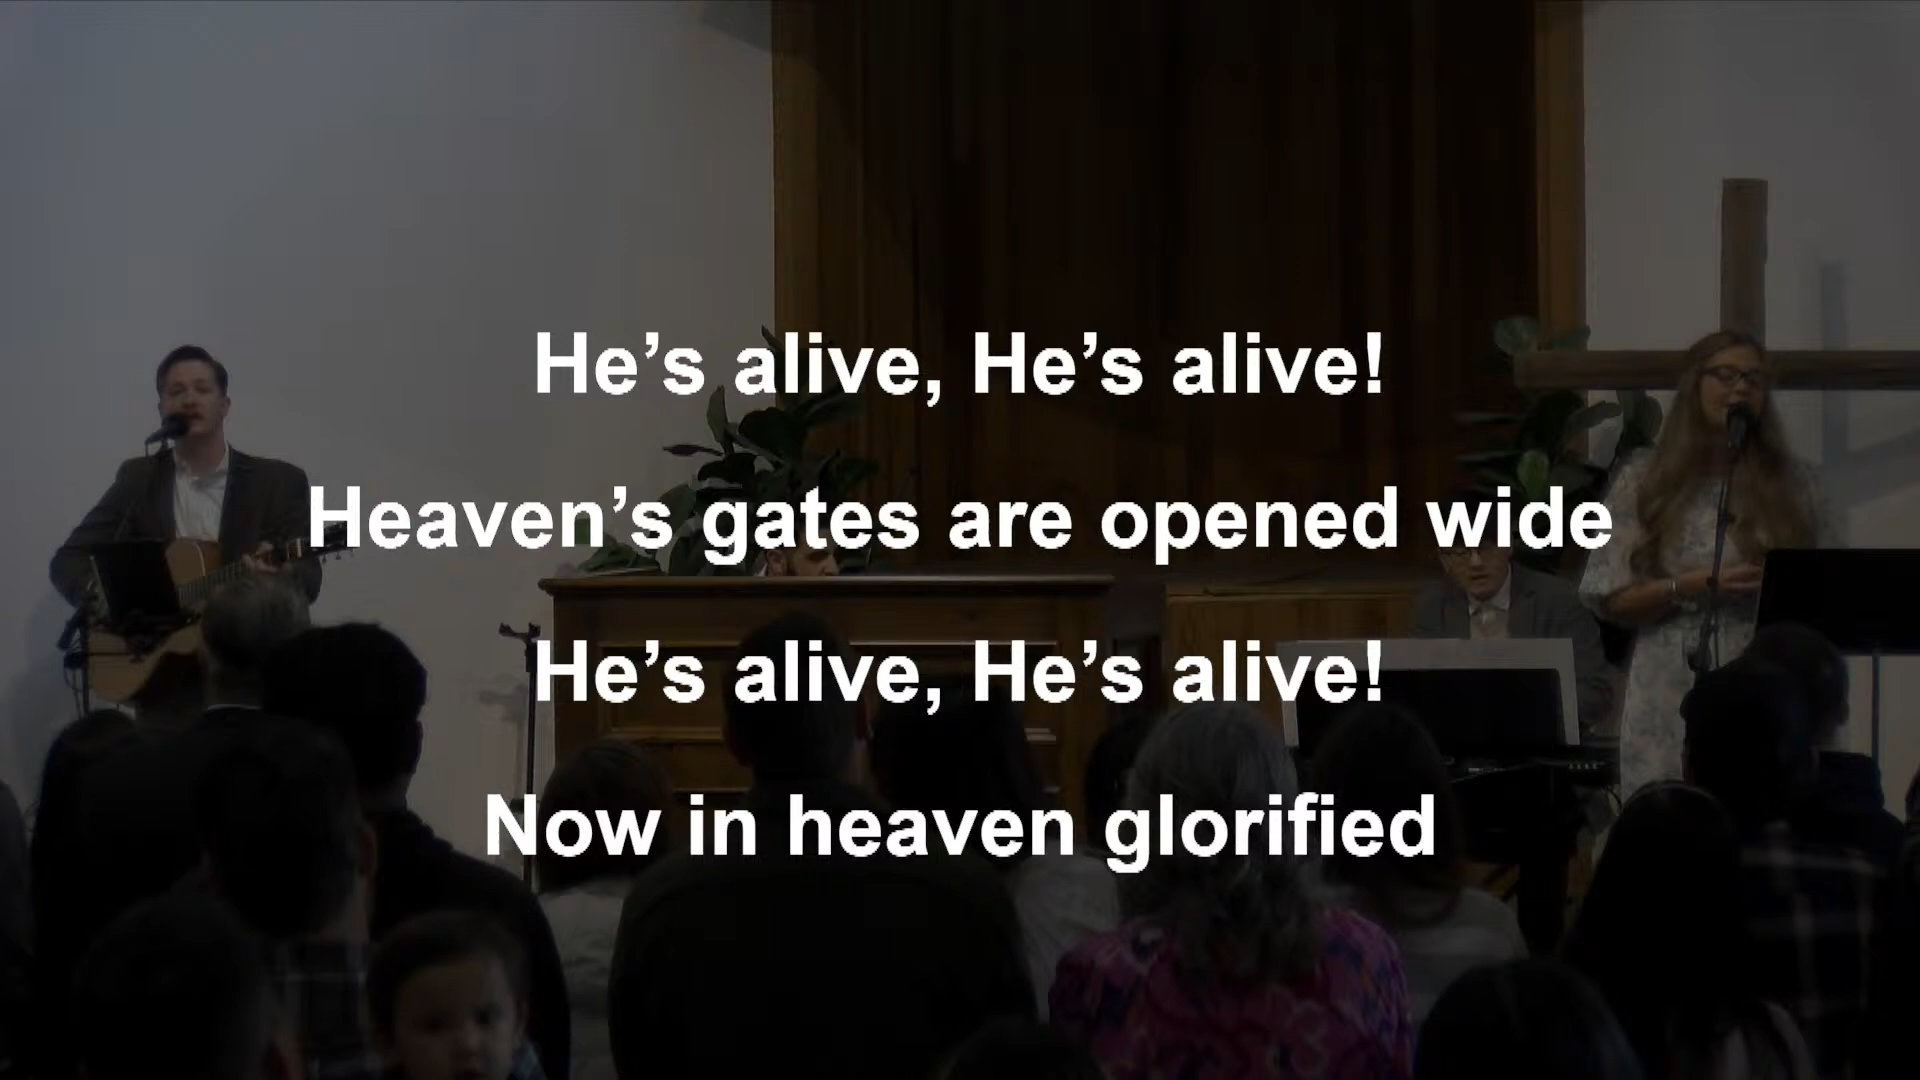 He’s alive, He’s alive!
Heaven’s gates are opened wide
He’s alive, He’s alive!
Now in heaven glorified